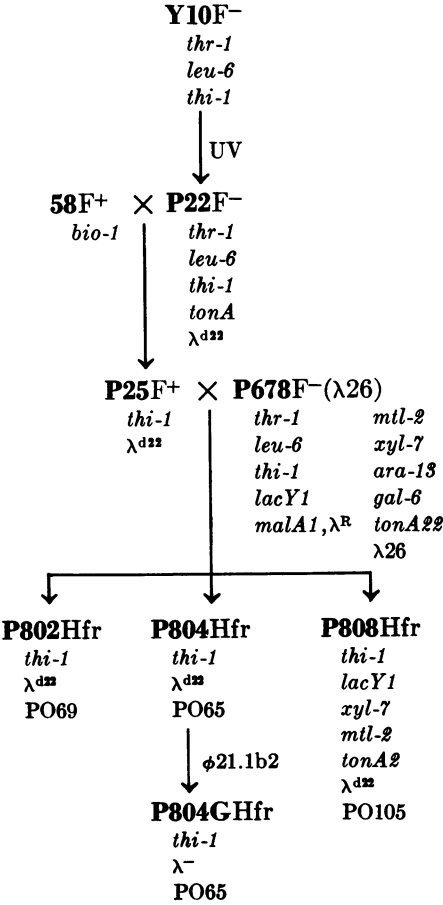 Y10F⁻
thr-1
leu-6
thi-1
UV
58F⁺ × P22F⁻
bio-1
thr-1
leu-6
thi-1
tonA
λᵈ²²
P25F⁺ × P678F⁻(λ26)
thi-1
λᵈ²²
thr-1 mtl-2
leu-6 xyl-7
thi-1 ara-13
lacY1 gal-6
malA1,λᴿ tonA22
λ26
P802Hfr
thi-1
λᵈ²²
PO69
P804Hfr
thi-1
λᵈ²²
PO65
P808Hfr
thi-1
lacY1
xyl-7
mtl-2
tonA2
λᵈ²²
PO105
φ21.1b2
P804GHfr
thi-1
λ⁻
PO65